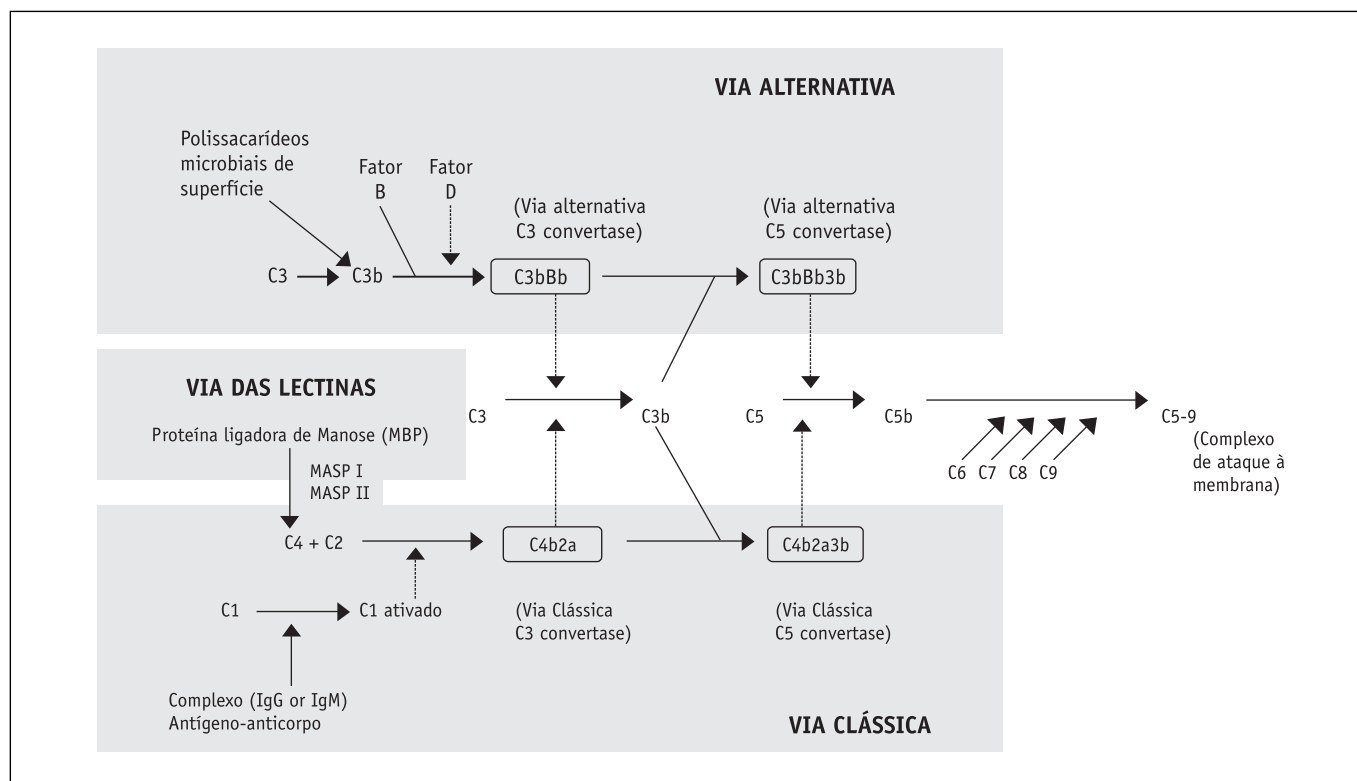 VIA ALTERNATIVA
Polissacarídeos
microbiais de
superfície
Fator
B
Fator
D
(Via alternativa
C3 convertase)
(Via alternativa
C5 convertase)
C3
C3b
C3bBb
C3bBb3b
VIA DAS LECTINAS
Proteína ligadora de Manose (MBP)
MASP I
MASP II
C3
C3b
C5
C5b
C6
C7
C8
C9
C5-9
(Complexo
de ataque à
membrana)
C4 + C2
C4b2a
C4b2a3b
C1
C1 ativado
(Via Clássica
C3 convertase)
(Via Clássica
C5 convertase)
Complexo (IgG or IgM)
Antígeno-anticorpo
VIA CLÁSSICA